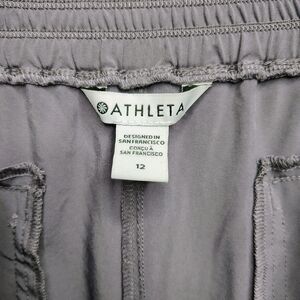 ATHLETA
DESIGNED IN
SAN FRANCISCO
CONÇU À
SAN FRANCISCO
12